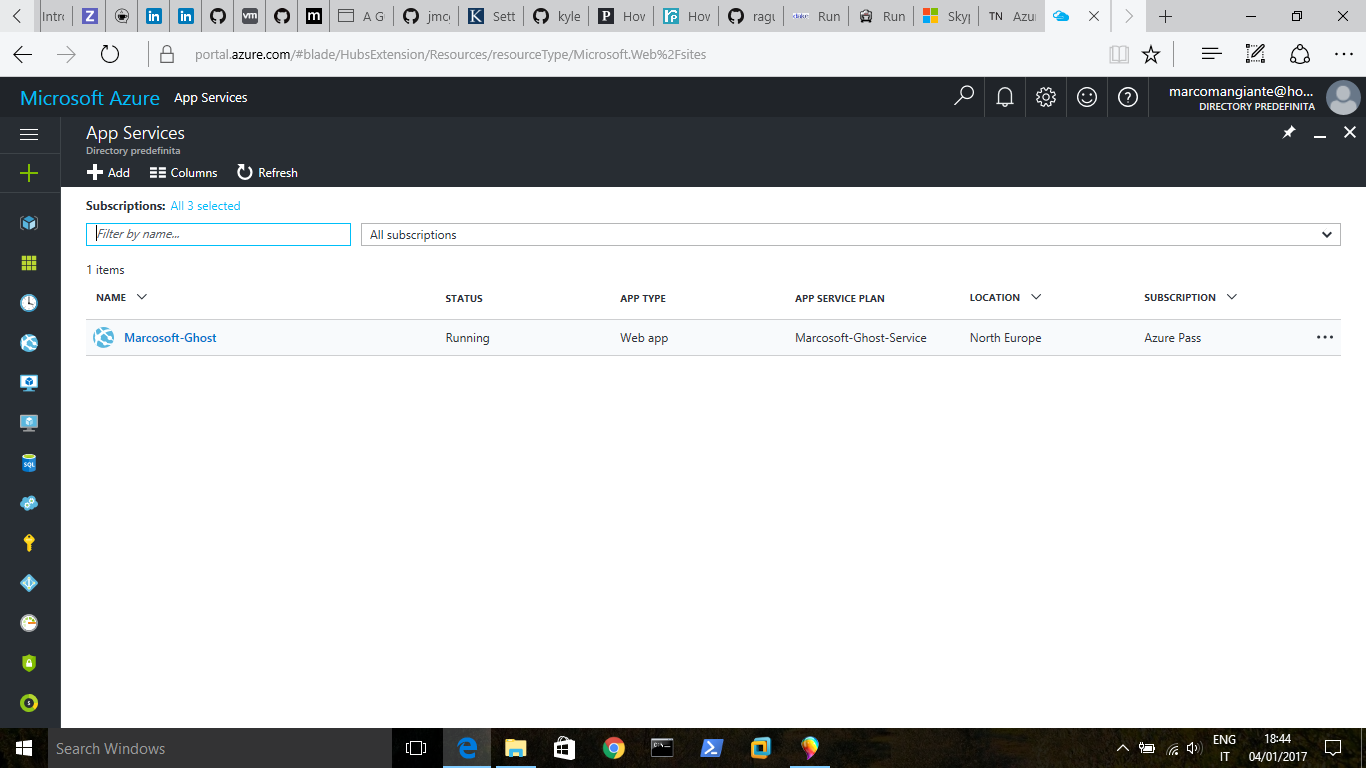 Intro
Z
in
in
vm
m
A G
jmc
K
Sett
kyle
P
Hov
rp
Hov
ragu
Run
Run
Sky
TN
Azu
portal.azure.com/#blade/HubsExtension/Resources/resourceType/Microsoft.Web%2Fsites
Microsoft Azure App Services
marcomangiante@ho...
DIRECTORY PREDEFINITA
App Services
Directory predefinita
Add Columns Refresh
Subscriptions: All 3 selected
Filter by name... All subscriptions
1 items
NAME STATUS APP TYPE APP SERVICE PLAN LOCATION SUBSCRIPTION
Marcosoft-Ghost Running Web app Marcosoft-Ghost-Service North Europe Azure Pass
SQL
Search Windows
ENG
IT
18:44
04/01/2017